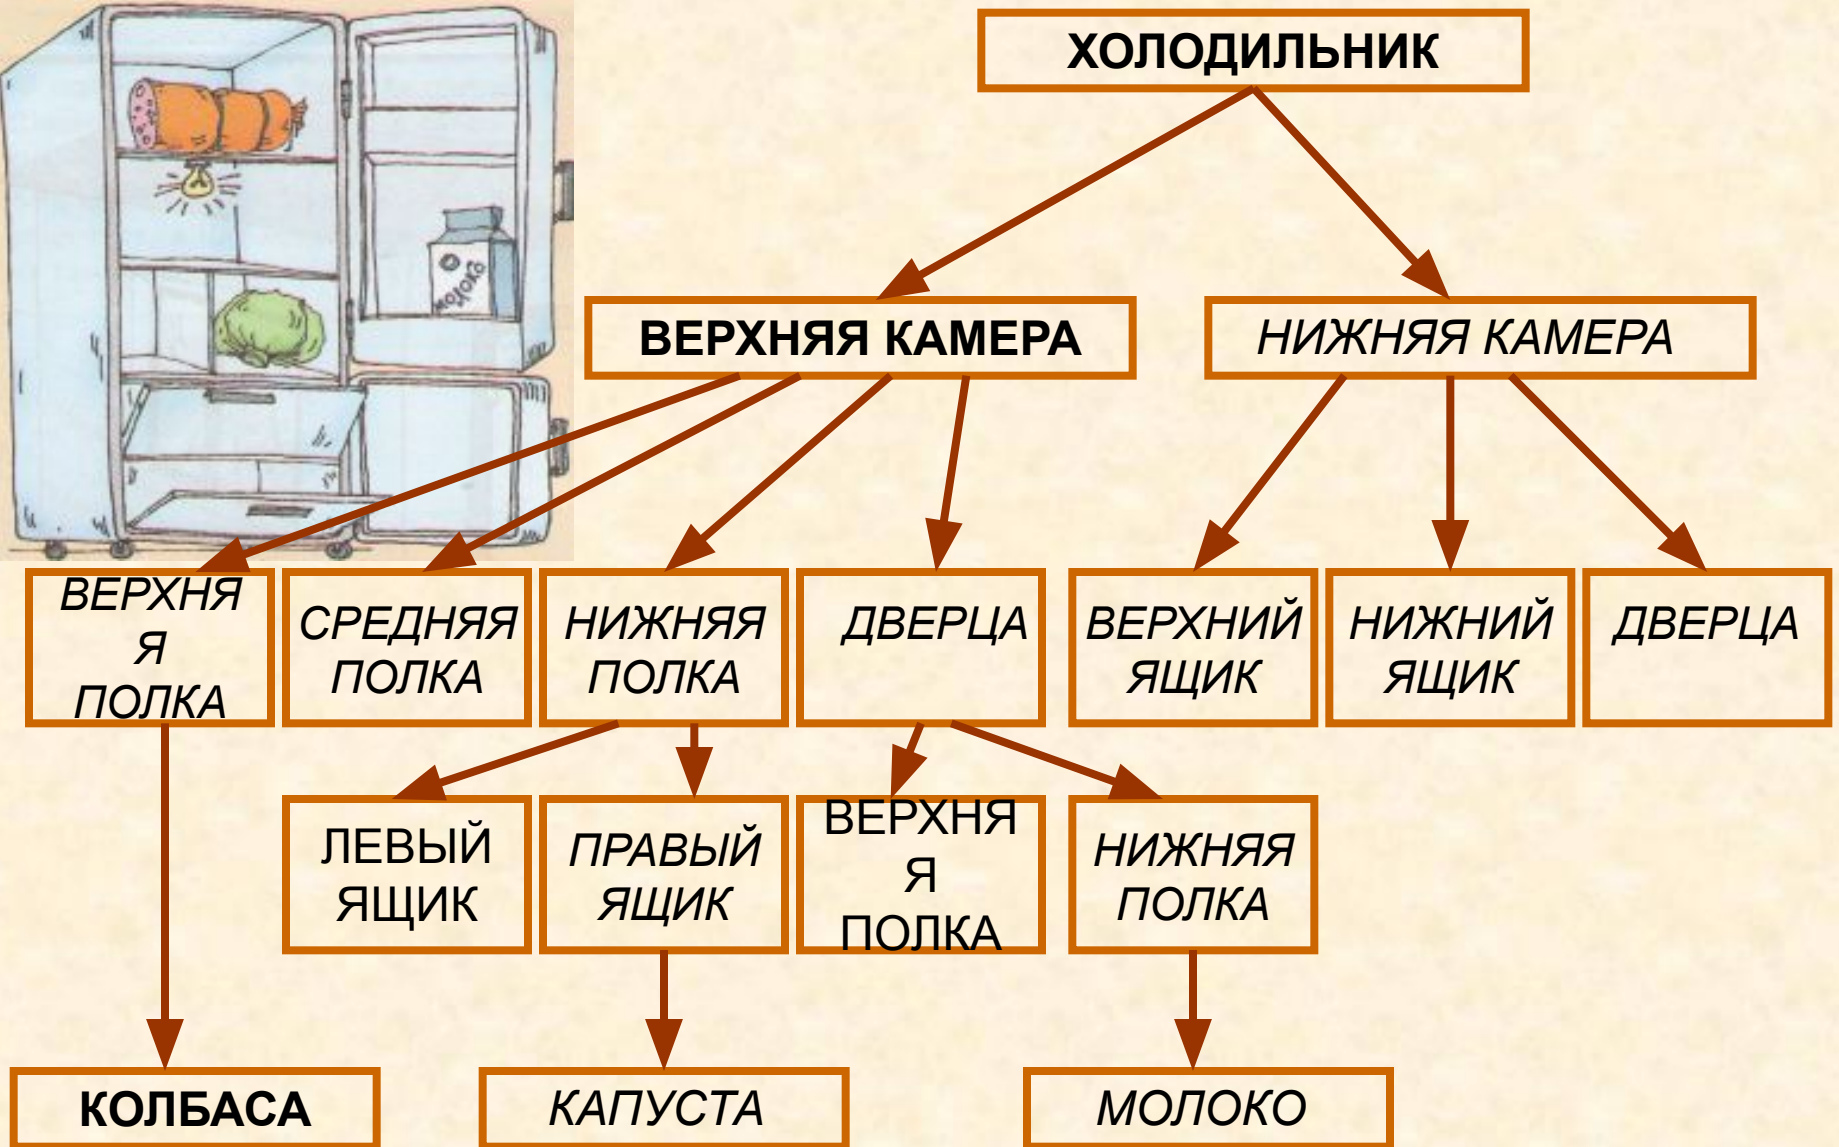 ХОЛОДИЛЬНИК
молоко
ВЕРХНЯЯ КАМЕРА
НИЖНЯЯ КАМЕРА
ВЕРХНЯ
Я
ПОЛКА
СРЕДНЯЯ
ПОЛКА
НИЖНЯЯ
ПОЛКА
ДВЕРЦА
ВЕРХНИЙ
ЯЩИК
НИЖНИЙ
ЯЩИК
ДВЕРЦА
ЛЕВЫЙ
ЯЩИК
ПРАВЫЙ
ЯЩИК
ВЕРХНЯ
Я
ПОЛКА
НИЖНЯЯ
ПОЛКА
КОЛБАСА
КАПУСТА
МОЛОКО